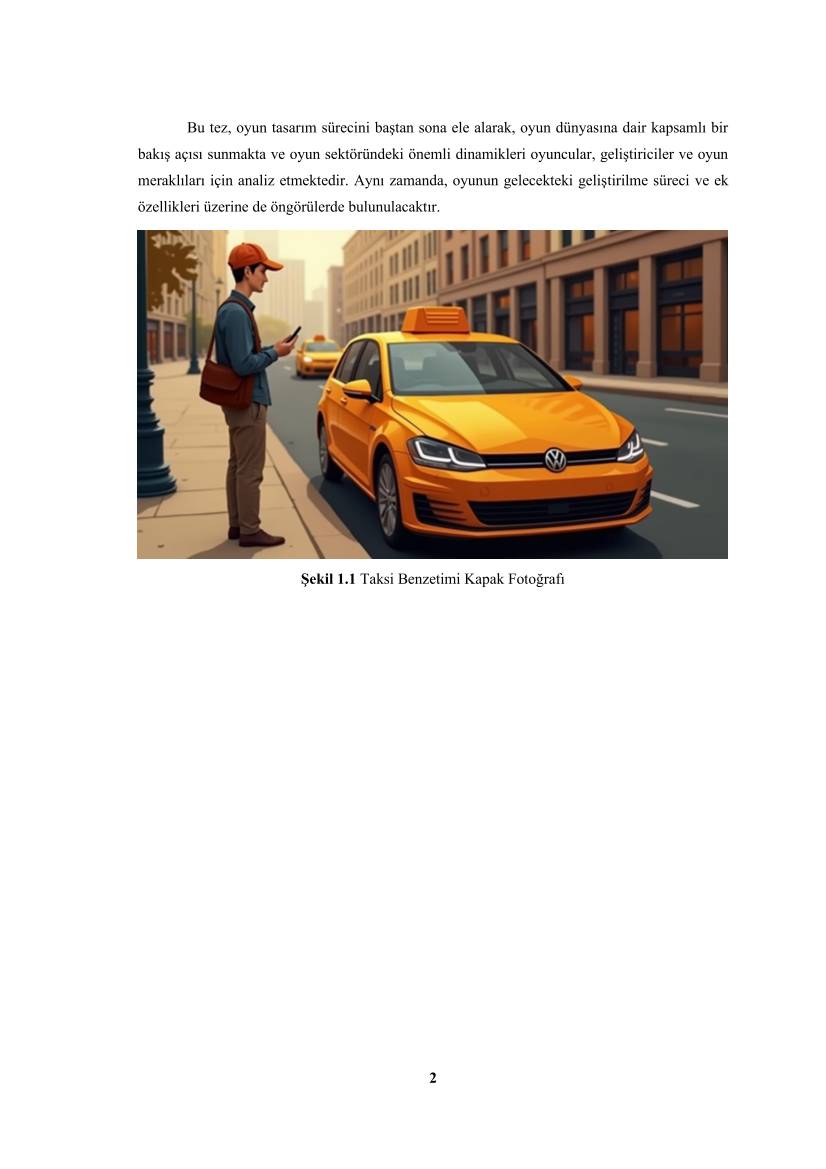 Bu tez, oyun tasarım sürecini baştan sona ele alarak, oyun dünyasına dair kapsamlı bir
bakış açısı sunmakta ve oyun sektöründeki önemli dinamikleri oyuncular, geliştiriciler ve oyun
meraklıları için analiz etmektedir. Aynı zamanda, oyunun gelecekteki geliştirilme süreci ve ek
özellikleri üzerine de öngörülerde bulunulacaktır.
Şekil 1.1 Taksi Benzetimi Kapak Fotoğrafı
2